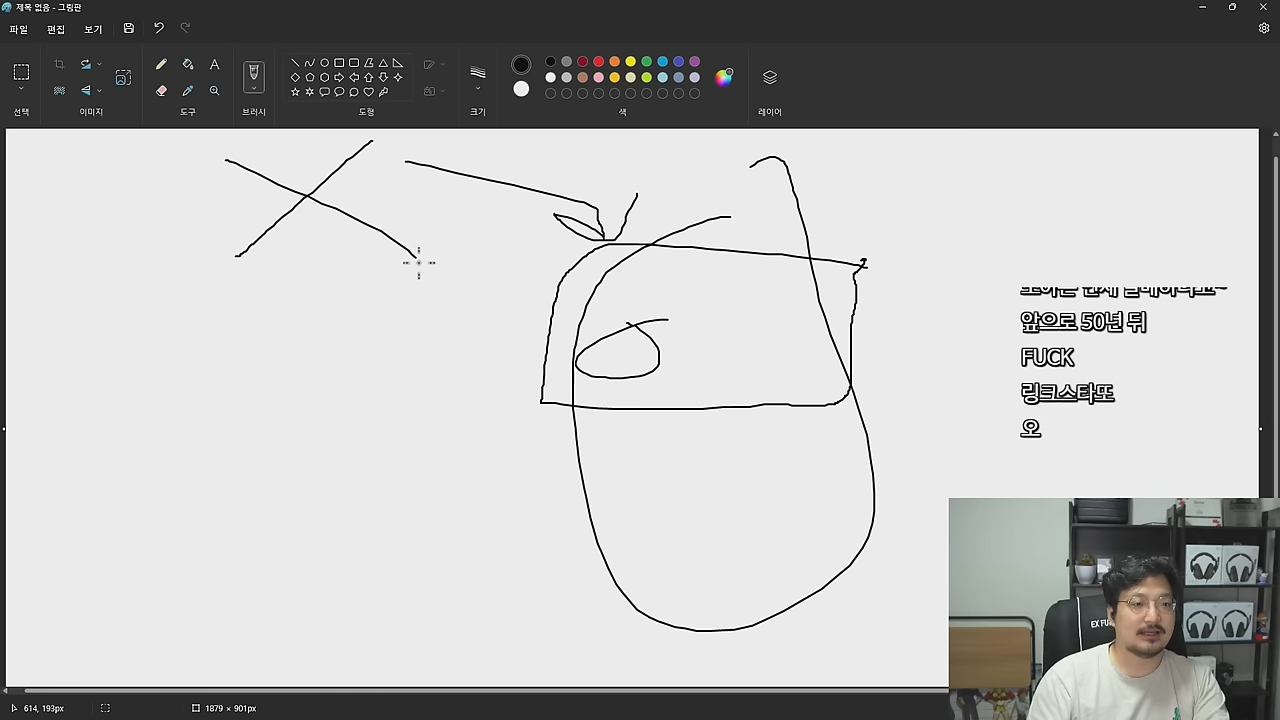 제목 없음 - 그림판
파일 편집 보기
선택 이미지 도구 브러시 도형 크기 색 레이어
앞으로 50년 뒤
FUCK
링크스타또
오
EX FU
614, 193px
1879 × 901px